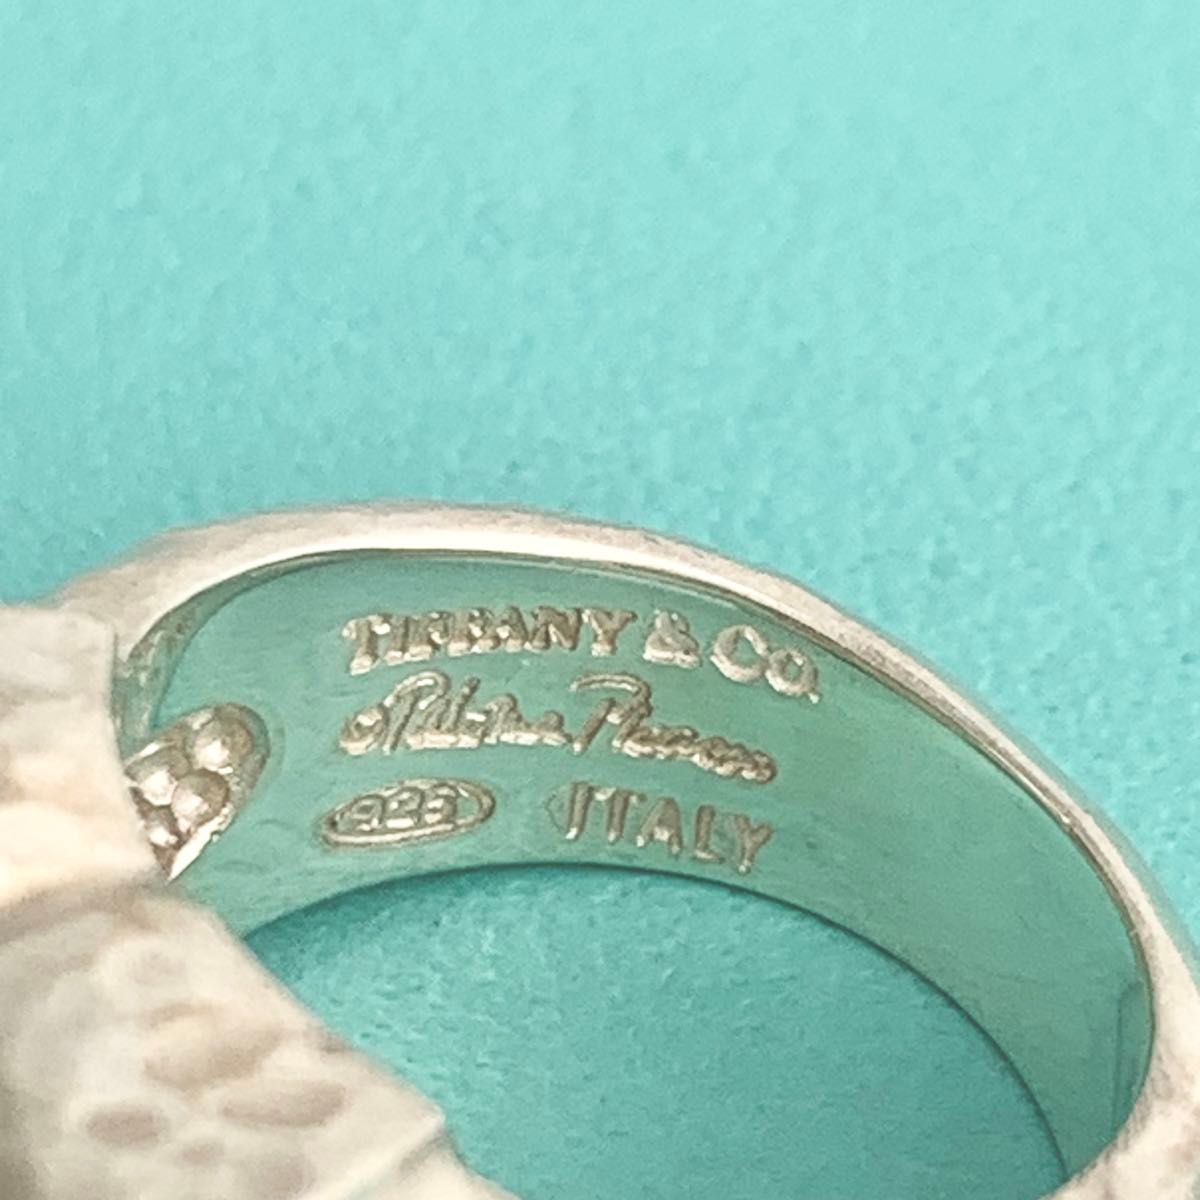 TIFFANY & Co.
Paloma Picasso
925 ITALY